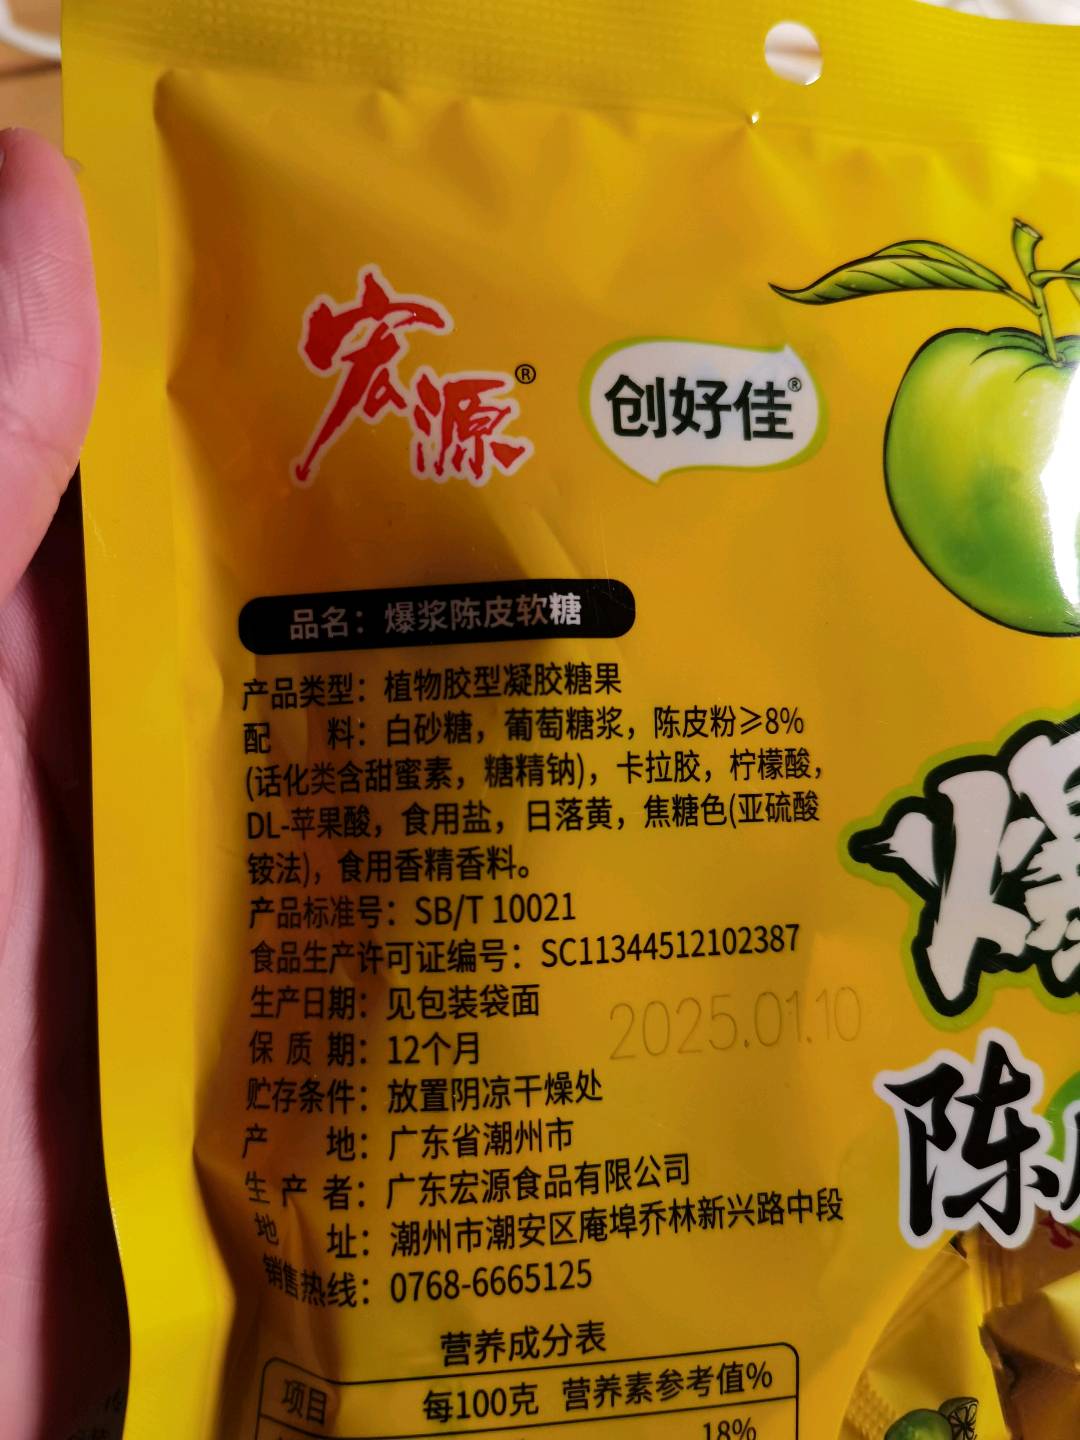 宏源®
创好佳®
品名：爆浆陈皮软糖
产品类型：植物胶型凝胶糖果
配 料：白砂糖，葡萄糖浆，陈皮粉≥8%
(话化类含甜蜜素，糖精钠)，卡拉胶，柠檬酸，
DL-苹果酸，食用盐，日落黄，焦糖色(亚硫酸
铵法)，食用香精香料。
产品标准号：SB/T 10021
食品生产许可证编号：SC11344512102387
生产日期：见包装袋面
2025.01.10
保 质 期：12个月
贮存条件：放置阴凉干燥处
产 地：广东省潮州市
生 产 者：广东宏源食品有限公司
地 址：潮州市潮安区庵埠乔林新兴路中段
销售热线：0768-6665125
爆
陈
营养成分表
项目 每100克 营养素参考值%
18%